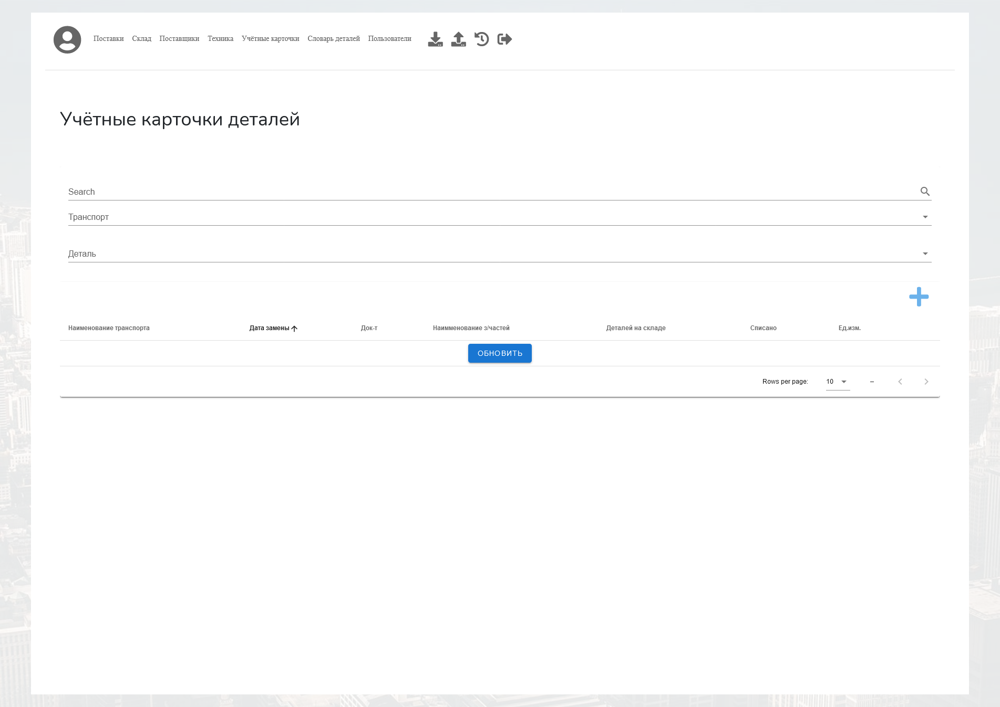 Поставки Склад Поставщики Техника Учётные карточки Словарь деталей Пользователи
Учётные карточки деталей
Search
Транспорт
Деталь
Наименование транспорта Дата замены Док-т Наимменование з/частей Деталей на складе Списано Ед.изм.
ОБНОВИТЬ
Rows per page: 10 –